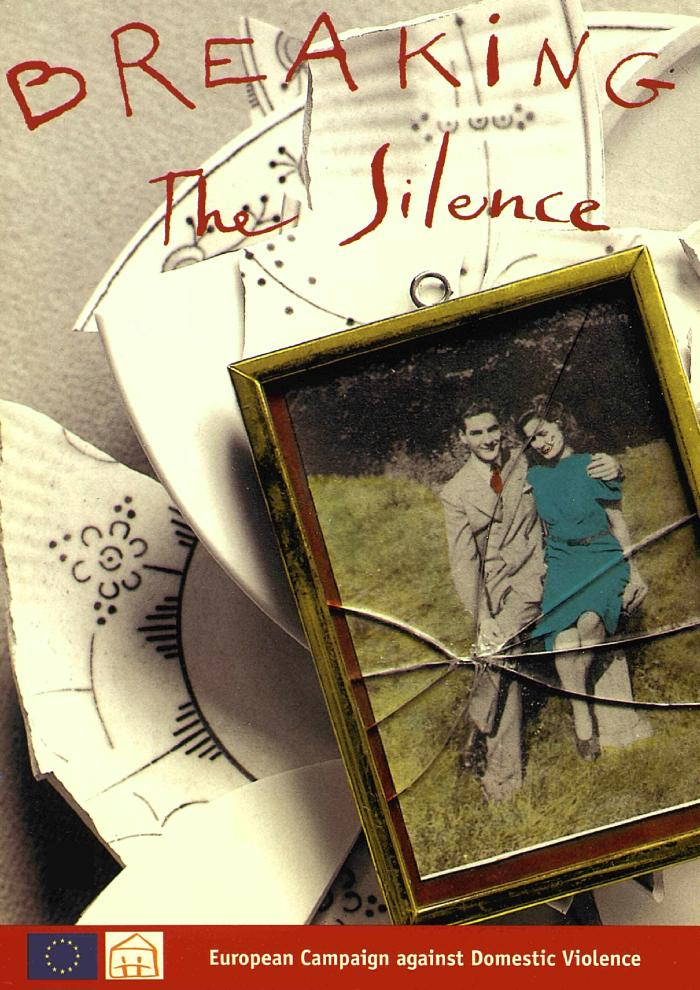 BREAKiNG
The Silence
European Campaign against Domestic Violence